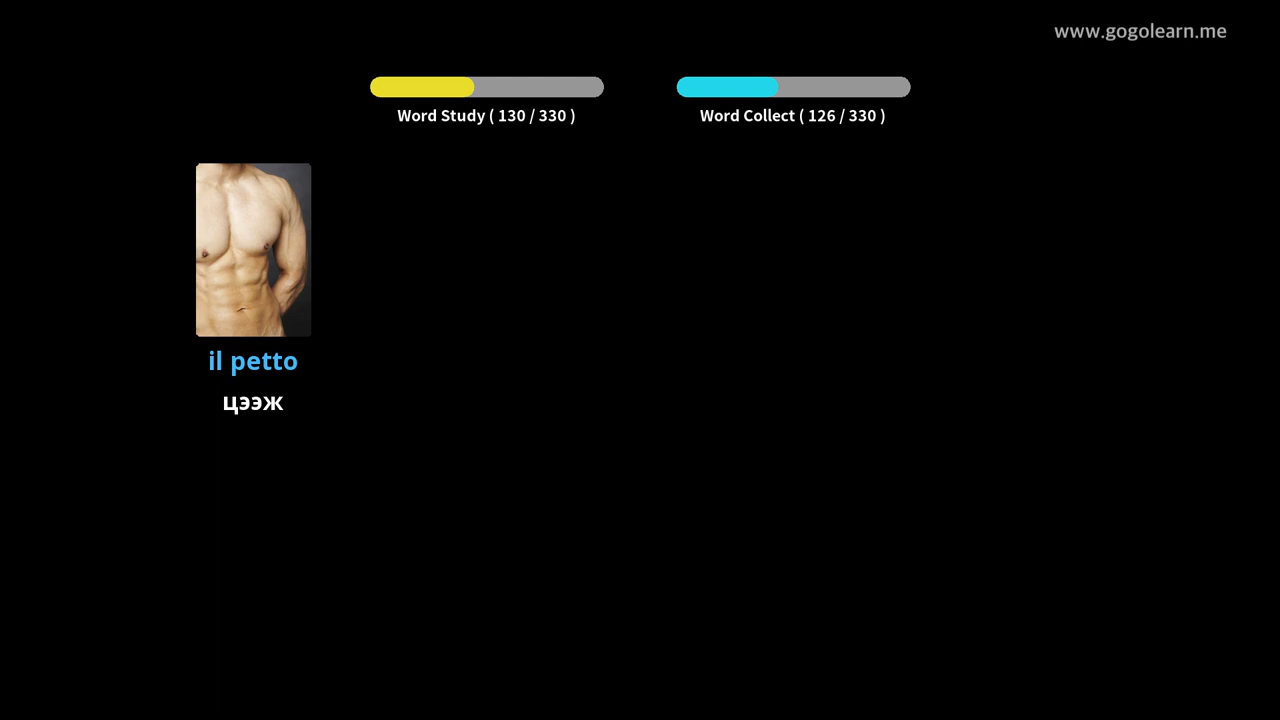 www.gogolearn.me
Word Study ( 130 / 330 )
Word Collect ( 126 / 330 )
il petto
цээж